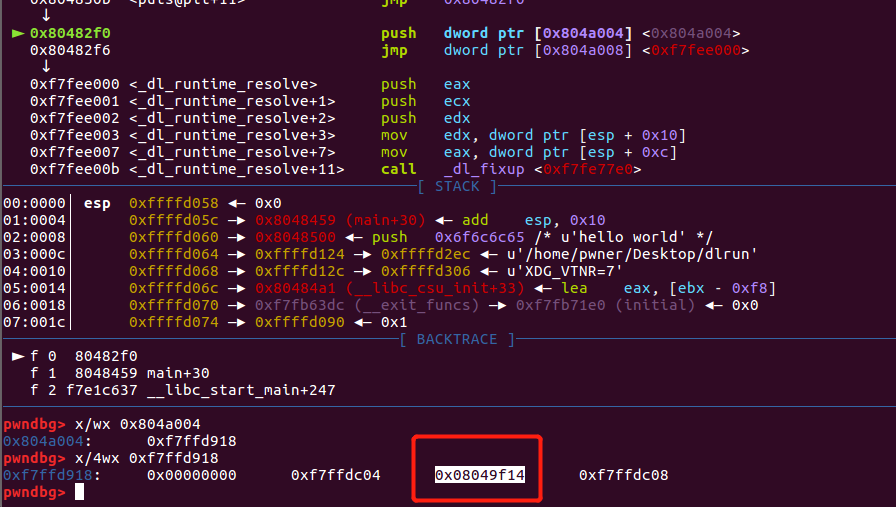 ↓
► 0x80482f0 push dword ptr [0x804a004] <0x804a004>
0x80482f6 jmp dword ptr [0x804a008] <0xf7fee000>
↓
0xf7fee000 <_dl_runtime_resolve> push eax
0xf7fee001 <_dl_runtime_resolve+1> push ecx
0xf7fee002 <_dl_runtime_resolve+2> push edx
0xf7fee003 <_dl_runtime_resolve+3> mov edx, dword ptr [esp + 0x10]
0xf7fee007 <_dl_runtime_resolve+7> mov eax, dword ptr [esp + 0xc]
0xf7fee00b <_dl_runtime_resolve+11> call _dl_fixup <0xf7fe77e0>
[ STACK ]
00:0000│ esp 0xffffd058 ◂— 0x0
01:0004│ 0xffffd05c —▸ 0x8048459 (main+30) ◂— add esp, 0x10
02:0008│ 0xffffd060 —▸ 0x8048500 ◂— push 0x6f6c6c65 /* u'hello world' */
03:000c│ 0xffffd064 —▸ 0xffffd124 —▸ 0xffffd2ec ◂— u'/home/pwner/Desktop/dlrun'
04:0010│ 0xffffd068 —▸ 0xffffd12c —▸ 0xffffd306 ◂— u'XDG_VTNR=7'
05:0014│ 0xffffd06c —▸ 0x80484a1 (__libc_csu_init+33) ◂— lea eax, [ebx - 0xf8]
06:0018│ 0xffffd070 —▸ 0xf7fb63dc (__exit_funcs) —▸ 0xf7fb71e0 (initial) ◂— 0x0
07:001c│ 0xffffd074 —▸ 0xffffd090 ◂— 0x1
[ BACKTRACE ]
► f 0 80482f0
f 1 8048459 main+30
f 2 f7e1c637 __libc_start_main+247
pwndbg> x/wx 0x804a004
0x804a004: 0xf7ffd918
pwndbg> x/4wx 0xf7ffd918
0xf7ffd918: 0x00000000 0xf7ffdc04 0x08049f14 0xf7ffdc08
pwndbg>